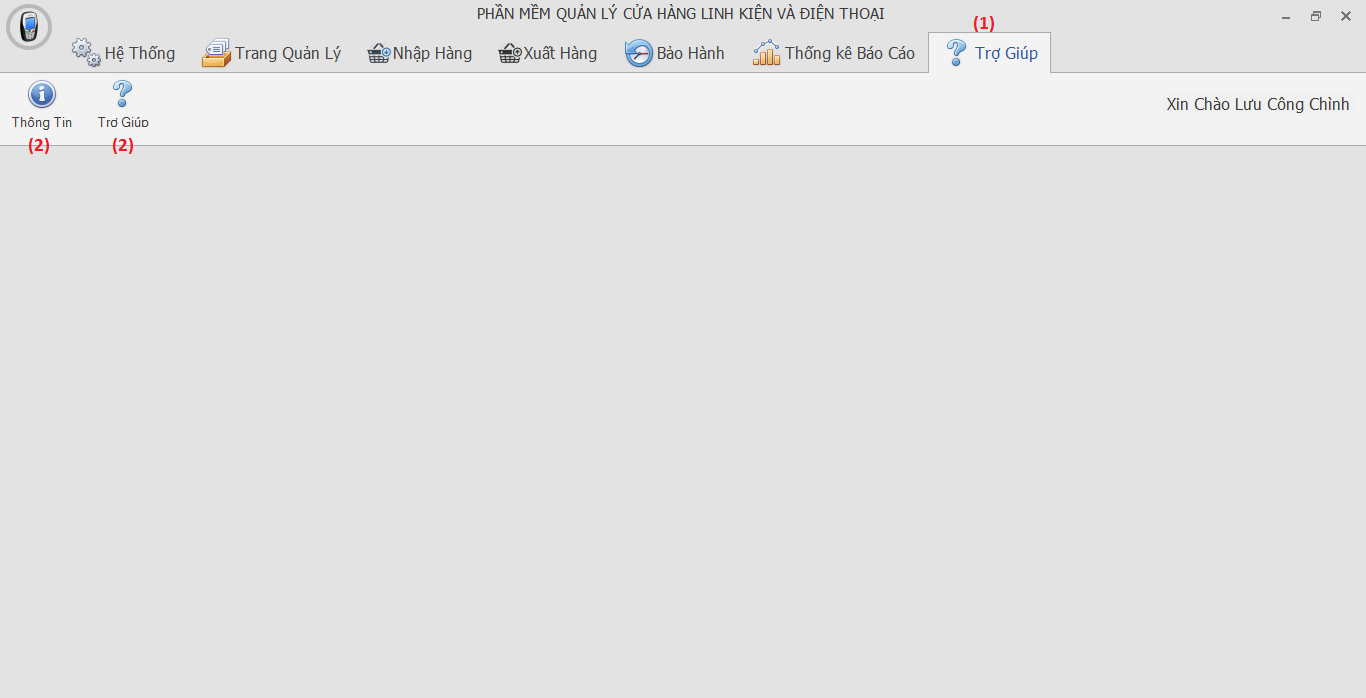 PHẦN MỀM QUẢN LÝ CỬA HÀNG LINH KIỆN VÀ ĐIỆN THOẠI
(1)
Hệ Thống Trang Quản Lý Nhập Hàng Xuất Hàng Bảo Hành Thống kê Báo Cáo Trợ Giúp
Thông Tin Trợ Giúp
Xin Chào Lưu Công Chình
(2) (2)